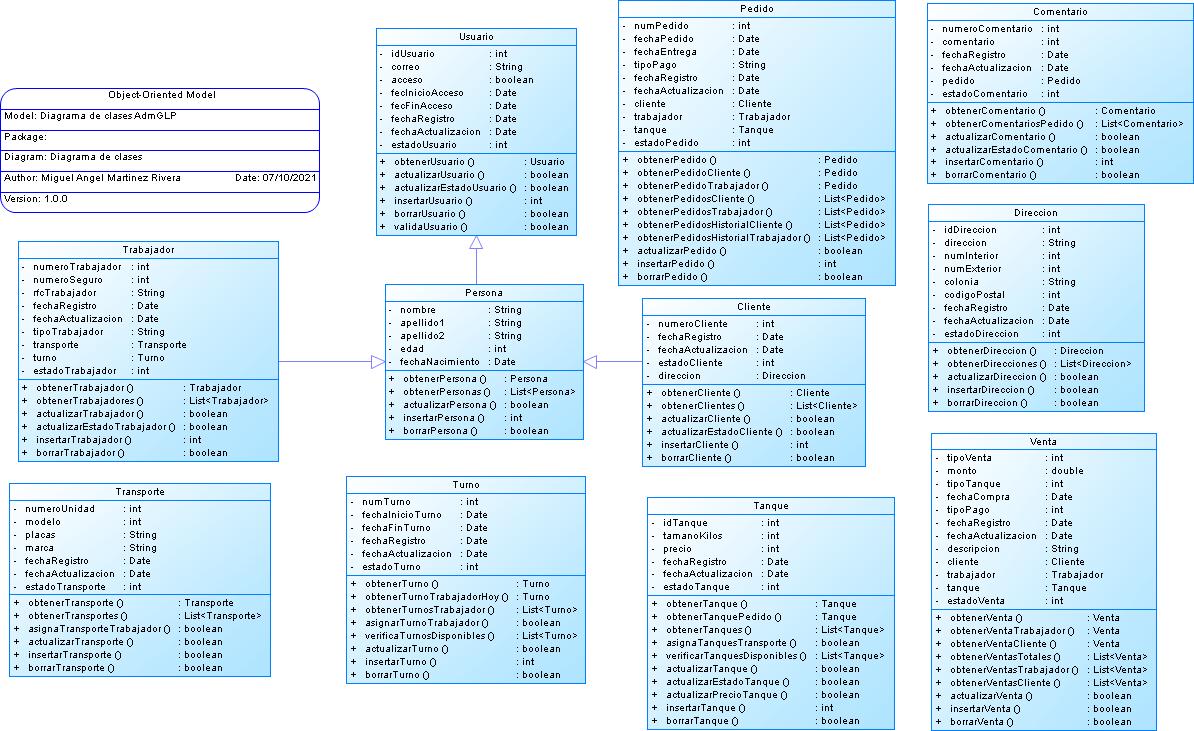 Object-Oriented Model
Model: Diagrama de clases AdmGLP
Package:
Diagram: Diagrama de clases
Author: Miguel Angel Martinez Rivera Date: 07/10/2021
Version: 1.0.0
Usuario
- idUsuario : int
- correo : String
- acceso : boolean
- fecInicioAcceso : Date
- fecFinAcceso : Date
- fechaRegistro : Date
- fechaActualizacion : Date
- estadoUsuario : int
+ obtenerUsuario () : Usuario
+ actualizarUsuario () : boolean
+ actualizarEstadoUsuario () : boolean
+ insertarUsuario () : int
+ borrarUsuario () : boolean
+ validaUsuario () : boolean
Pedido
- numPedido : int
- fechaPedido : Date
- fechaEntrega : Date
- tipoPago : String
- fechaRegistro : Date
- fechaActualizacion : Date
- cliente : Cliente
- trabajador : Trabajador
- tanque : Tanque
- estadoPedido : int
+ obtenerPedido () : Pedido
+ obtenerPedidoCliente () : Pedido
+ obtenerPedidoTrabajador () : Pedido
+ obtenerPedidosCliente () : List<Pedido>
+ obtenerPedidosTrabajador () : List<Pedido>
+ obtenerPedidosHistorialCliente () : List<Pedido>
+ obtenerPedidosHistorialTrabajador () : List<Pedido>
+ actualizarPedido () : boolean
+ insertarPedido () : int
+ borrarPedido () : boolean
Comentario
- numeroComentario : int
- comentario : int
- fechaRegistro : Date
- fechaActualizacion : Date
- pedido : Pedido
- estadoComentario : int
+ obtenerComentario () : Comentario
+ obtenerComentariosPedido () : List<Comentario>
+ actualizarComentario () : boolean
+ actualizarEstadoComentario () : boolean
+ insertarComentario () : int
+ borrarComentario () : boolean
Trabajador
- numeroTrabajador : int
- numeroSeguro : int
- rfcTrabajador : String
- fechaRegistro : Date
- fechaActualizacion : Date
- tipoTrabajador : String
- transporte : Transporte
- turno : Turno
- estadoTrabajador : int
+ obtenerTrabajador () : Trabajador
+ obtenerTrabajadores () : List<Trabajador>
+ actualizarTrabajador () : boolean
+ actualizarEstadoTrabajador () : boolean
+ insertarTrabajador () : int
+ borrarTrabajador () : boolean
Persona
- nombre : String
- apellido1 : String
- apellido2 : String
- edad : int
- fechaNacimiento : Date
+ obtenerPersona () : Persona
+ obtenerPersonas () : List<Persona>
+ actualizarPersona () : boolean
+ insertarPersona () : int
+ borrarPersona () : boolean
Cliente
- numeroCliente : int
- fechaRegistro : Date
- fechaActualizacion : Date
- estadoCliente : int
- direccion : Direccion
+ obtenerCliente () : Cliente
+ obtenerClientes () : List<Cliente>
+ actualizarCliente () : boolean
+ actualizarEstadoCliente () : boolean
+ insertarCliente () : int
+ borrarCliente () : boolean
Direccion
- idDireccion : int
- direccion : String
- numInterior : int
- numExterior : int
- colonia : String
- codigoPostal : int
- fechaRegistro : Date
- fechaActualizacion : Date
- estadoDireccion : int
+ obtenerDireccion () : Direccion
+ obtenerDirecciones () : List<Direccion>
+ actualizarDireccion () : boolean
+ insertarDireccion () : boolean
+ borrarDireccion () : boolean
Transporte
- numeroUnidad : int
- modelo : int
- placas : String
- marca : String
- fechaRegistro : Date
- fechaActualizacion : Date
- estadoTransporte : int
+ obtenerTransporte () : Transporte
+ obtenerTransportes () : List<Transporte>
+ asignaTransporteTrabajador () : boolean
+ actualizarTransporte () : boolean
+ insertarTransporte () : boolean
+ borrarTransporte () : boolean
Turno
- numTurno : int
- fechaInicioTurno : Date
- fechaFinTurno : Date
- fechaRegistro : Date
- fechaActualizacion : Date
- estadoTurno : int
+ obtenerTurno () : Turno
+ obtenerTurnoTrabajadorHoy () : Turno
+ obtenerTurnosTrabajador () : List<Turno>
+ asignarTurnoTrabajador () : boolean
+ verificaTurnosDisponibles () : List<Turno>
+ actualizarTurno () : boolean
+ insertarTurno () : int
+ borrarTurno () : boolean
Tanque
- idTanque : int
- tamanoKilos : int
- precio : int
- fechaRegistro : Date
- fechaActualizacion : Date
- estadoTanque : int
+ obtenerTanque () : Tanque
+ obtenerTanquePedido () : Tanque
+ obtenerTanques () : List<Tanque>
+ asignaTanquesTransporte () : boolean
+ verificarTanquesDisponibles () : List<Tanque>
+ actualizarTanque () : boolean
+ actualizarEstadoTanque () : boolean
+ actualizarPrecioTanque () : boolean
+ insertarTanque () : int
+ borrarTanque () : boolean
Venta
- tipoVenta : int
- monto : double
- tipoTanque : int
- fechaCompra : Date
- tipoPago : int
- fechaRegistro : Date
- fechaActualizacion : Date
- descripcion : String
- cliente : Cliente
- trabajador : Trabajador
- tanque : Tanque
- estadoVenta : int
+ obtenerVenta () : Venta
+ obtenerVentaTrabajador () : Venta
+ obtenerVentaCliente () : Venta
+ obtenerVentasTotales () : List<Venta>
+ obtenerVentasTrabajador () : List<Venta>
+ obtenerVentasCliente () : List<Venta>
+ actualizarVenta () : boolean
+ insertarVenta () : boolean
+ borrarVenta () : boolean